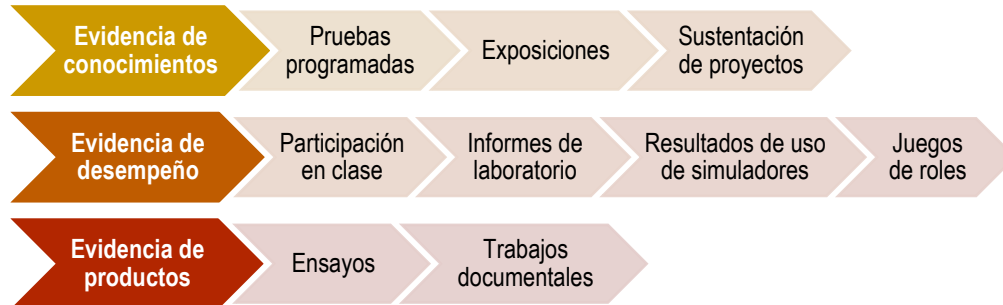 Evidencia de
conocimientos
Pruebas
programadas
Exposiciones
Sustentación
de proyectos
Evidencia de
desempeño
Participación
en clase
Informes de
laboratorio
Resultados de uso
de simuladores
Juegos
de roles
Evidencia de
productos
Ensayos
Trabajos
documentales